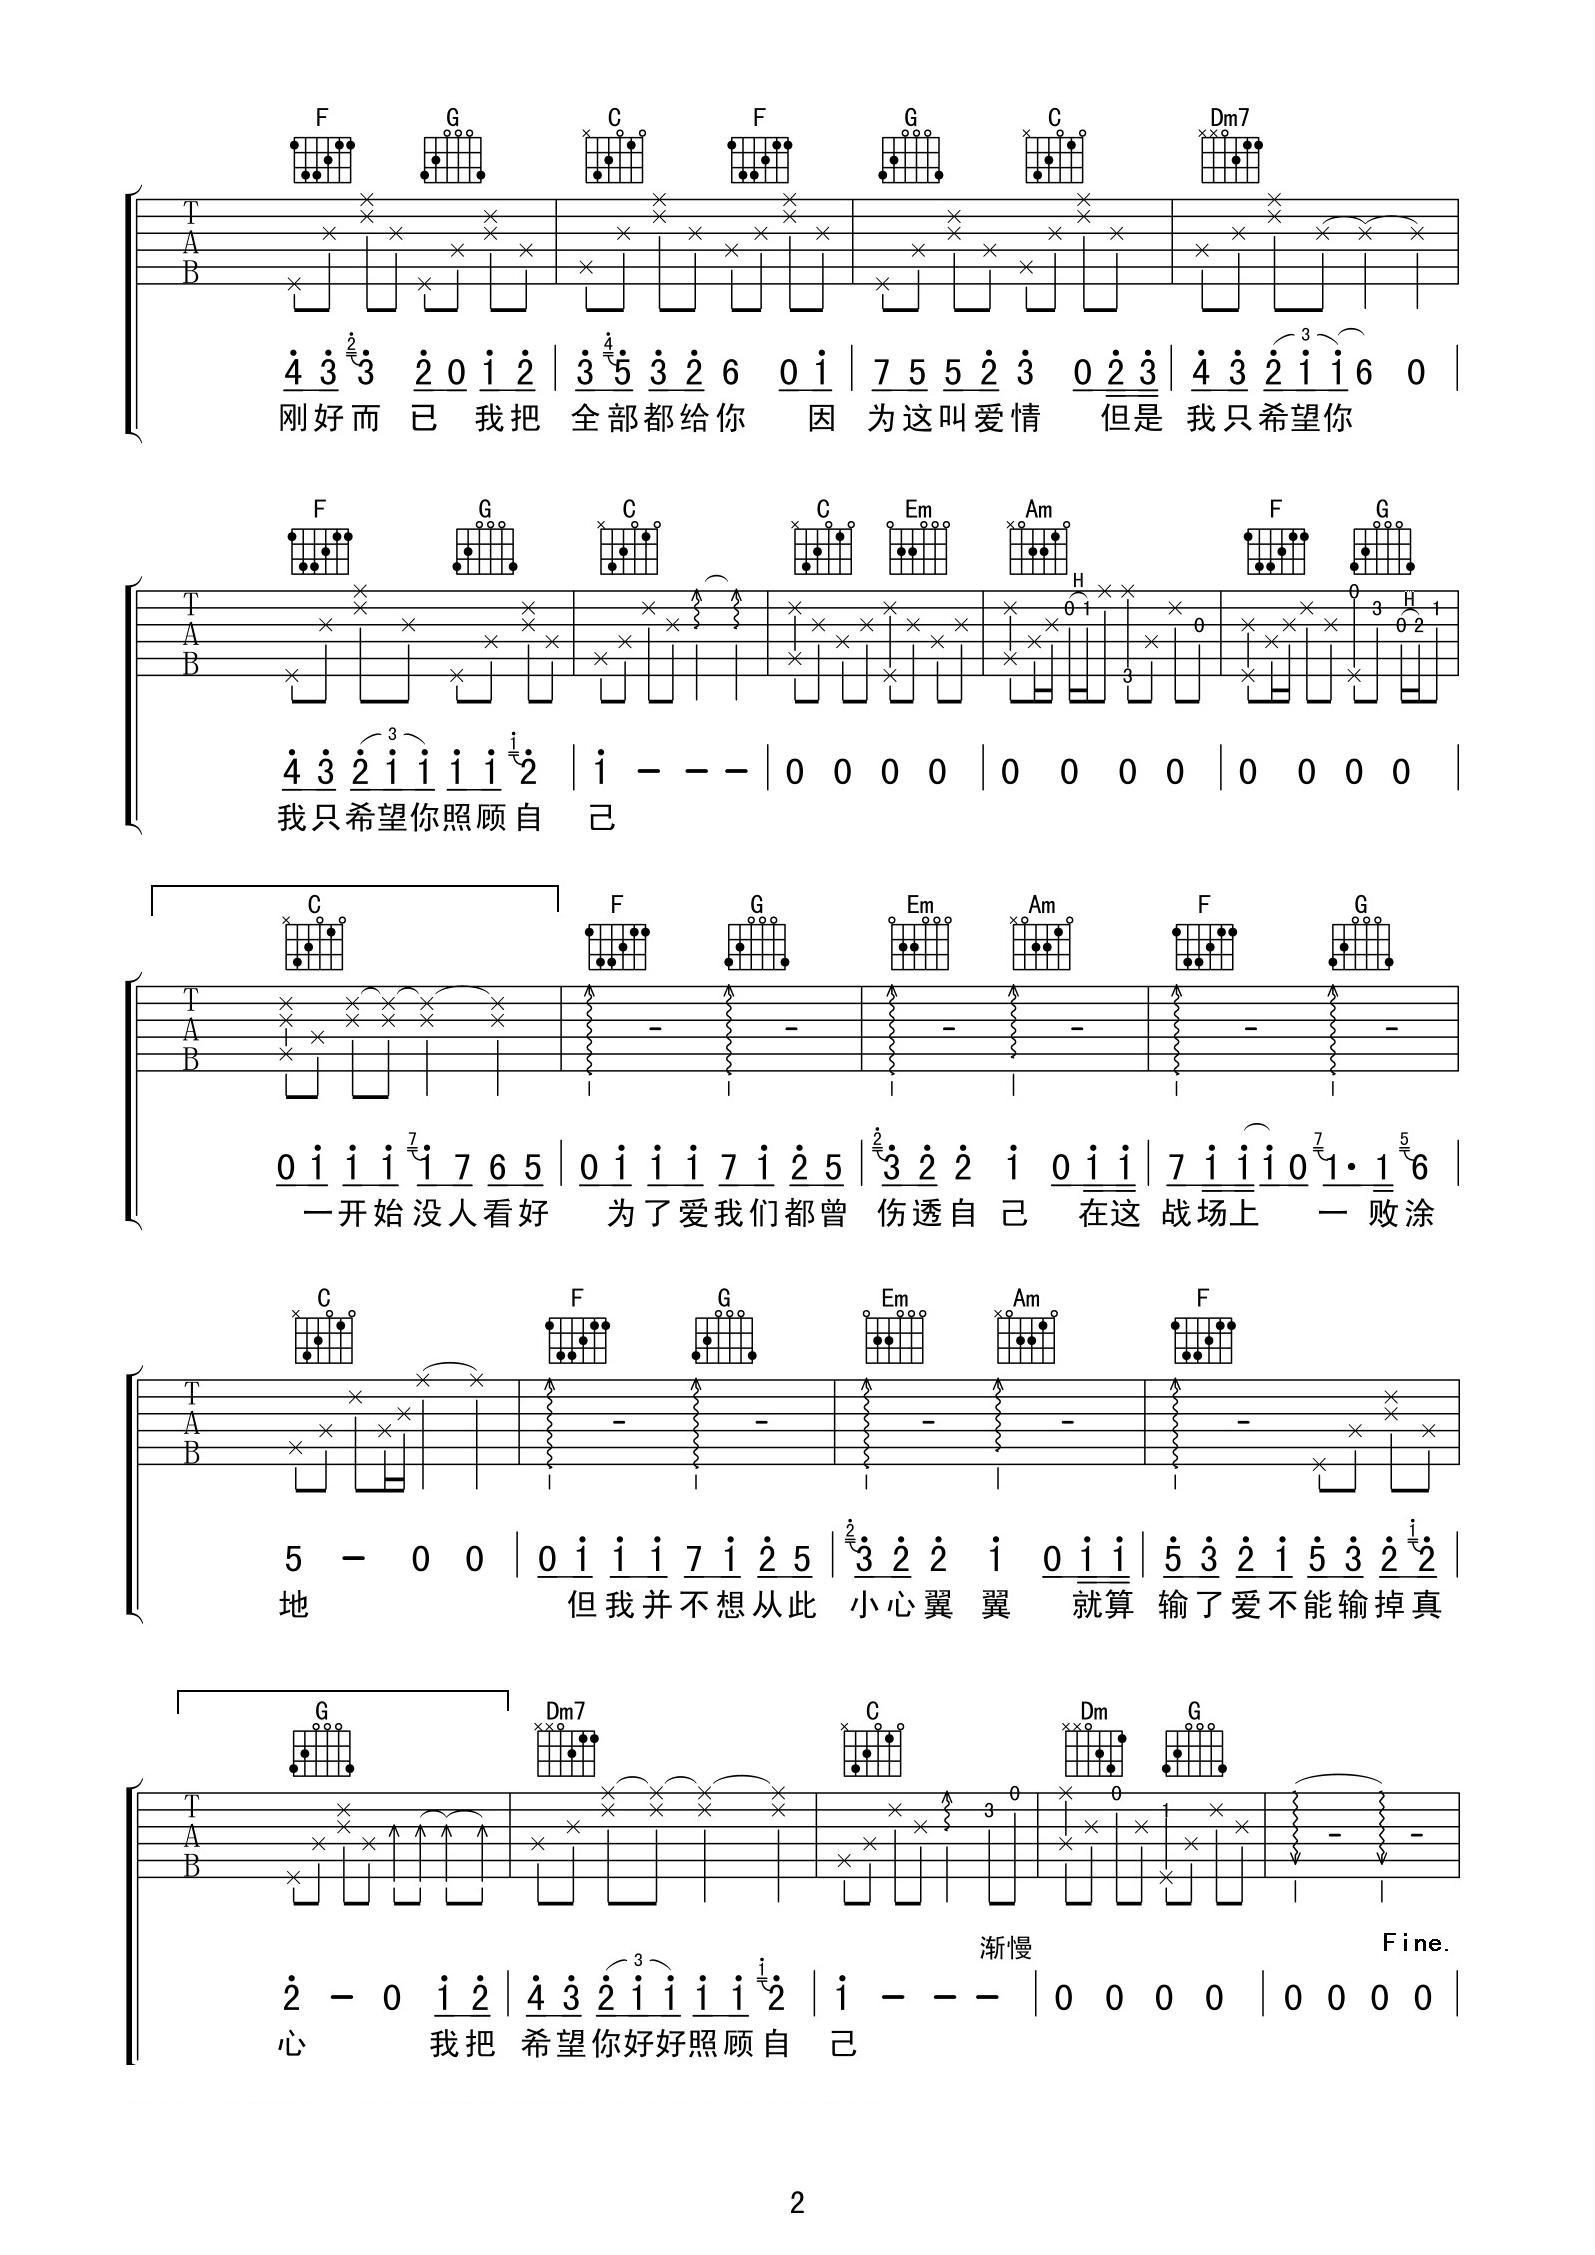 F G C F G C Dm7
T A B
4 3 2 3 2 0 1 2 3 4 5 3 2 6 0 1 7 5 5 2 3 0 2 3 4 3 2 1 1 6 0
3
刚好而 已 我把 全部都给你 因 为这叫爱情 但是 我只希望你
F G C C Em Am F G
T A B
H 0 1 3 0 0 3 H 0 2 1
3
4 3 2 1 1 1 1 1 2 1 - - - 0 0 0 0 0 0 0 0 0 0 0 0
我只希望你照顾自 己
C F G Em Am F G
T A B
0 1 1 1 7 1 7 6 5 0 1 1 1 7 1 2 5 2 3 2 2 1 0 1 1 7 1 1 1 0 7 1· 1 5 6
一开始没人看好 为了爱我们都曾 伤透自 己 在这 战场上 一 败涂
C F G Em Am F
T A B
5 - 0 0 0 1 1 1 7 1 2 5 2 3 2 2 1 0 1 1 5 3 2 1 5 3 2 1 2
地 但我并不想从此 小心翼 翼 就算 输了爱不能输掉真
G Dm7 C Dm G
T A B
3 0 0 1
渐慢 Fine.
3
2 - 0 1 2 4 3 2 1 1 1 1 1 2 1 - - - 0 0 0 0 0 0 0 0
心 我把 希望你好好照顾自 己
2